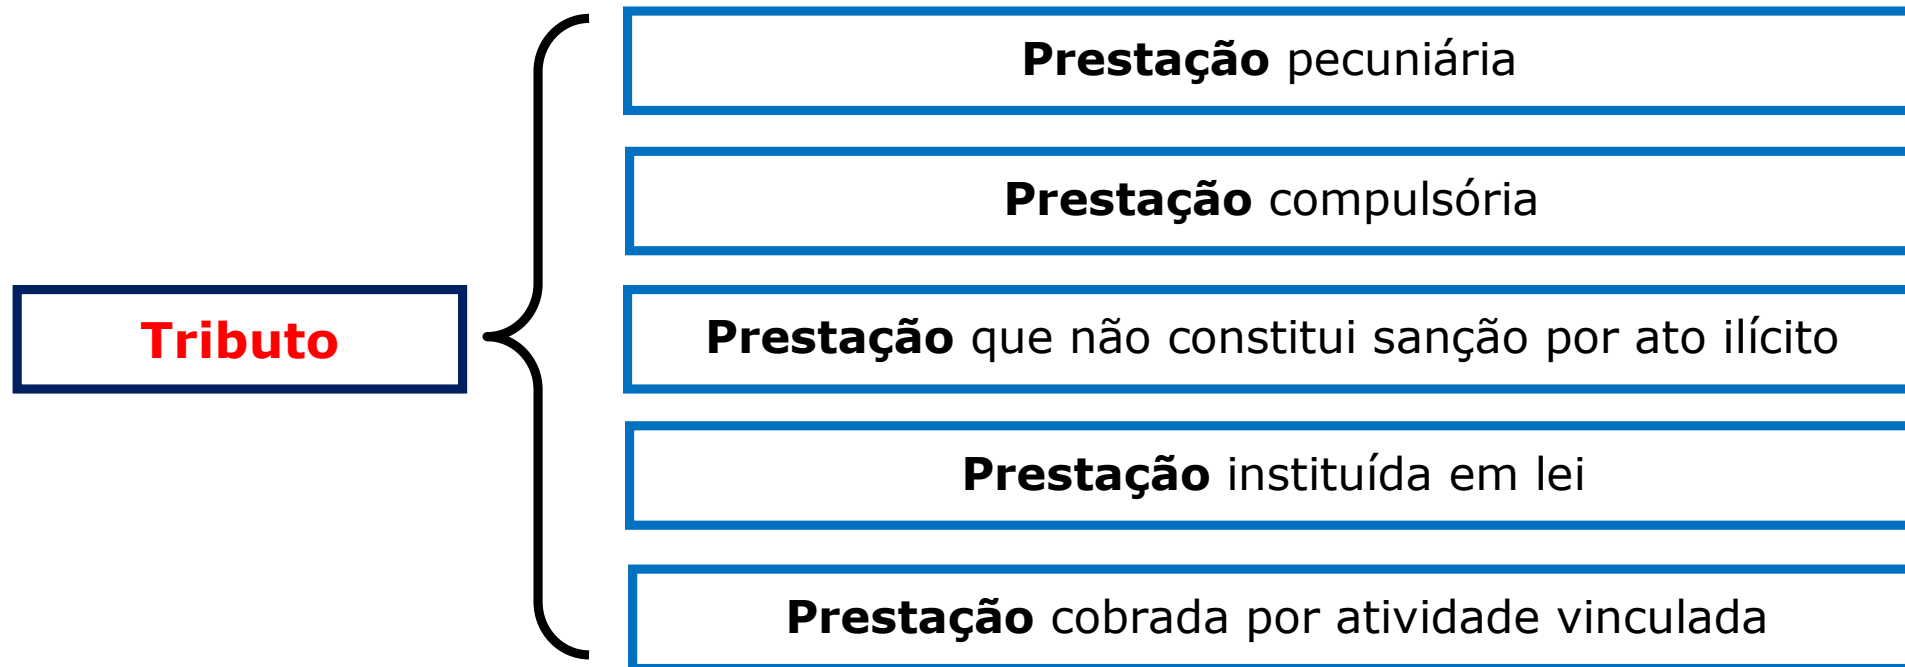 Prestação pecuniária
Prestação compulsória
Tributo
Prestação que não constitui sanção por ato ilícito
Prestação instituída em lei
Prestação cobrada por atividade vinculada